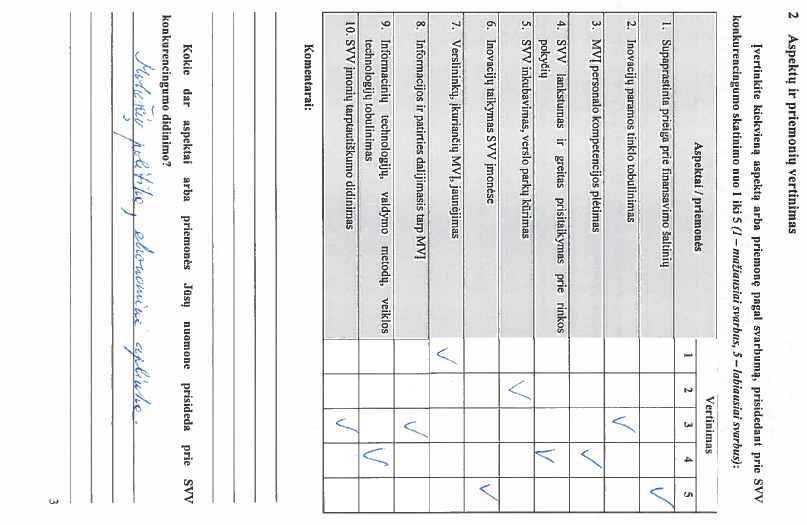 2 Aspektų ir priemonių vertinimas
Įvertinkite kiekvieną aspektą arba priemonę pagal svarbumą, prisidedant prie SVV
konkurencingumo skatinimo nuo 1 iki 5 (1 – mažiausiai svarbus, 5 – labiausiai svarbus):
Aspektai / priemonės
Vertinimas
1 2 3 4 5
1. Supaprastinta prieiga prie finansavimo šaltinių
2. Inovacijų paramos tinklo tobulinimas
3. MVĮ personalo kompetencijos plėtimas
4. SVV lankstumas ir greitas prisitaikymas prie rinkos
pokyčių
5. SVV inkubavimas, verslo parkų kūrimas
6. Inovacijų taikymas SVV įmonėse
7. Verslininkų, įkuriančių MVĮ, jaunėjimas
8. Informacijos ir patirties dalijimasis tarp MVĮ
9. Informacinių technologijų, valdymo metodų, veiklos
technologijų tobulinimas
10. SVV įmonių tarptautiškumo didinimas
Komentarai:
Kokie dar aspektai arba priemonės Jūsų nuomone prisideda prie SVV
konkurencingumo didinimo?
Mokesčių politika, ekonominė aplinka.
3